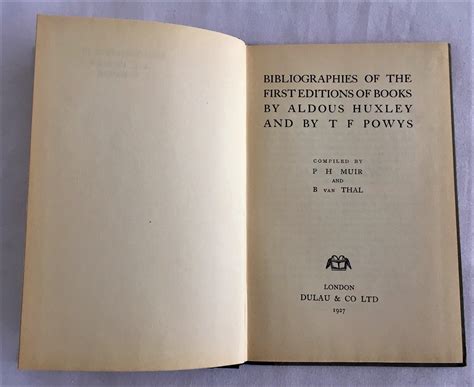 BIBLIOGRAPHIES OF THE
FIRST EDITIONS OF BOOKS
BY ALDOUS HUXLEY
AND BY T F POWYS
COMPILED BY
P H MUIR
AND
B VAN THAL
LONDON
DULAU & CO LTD
1927